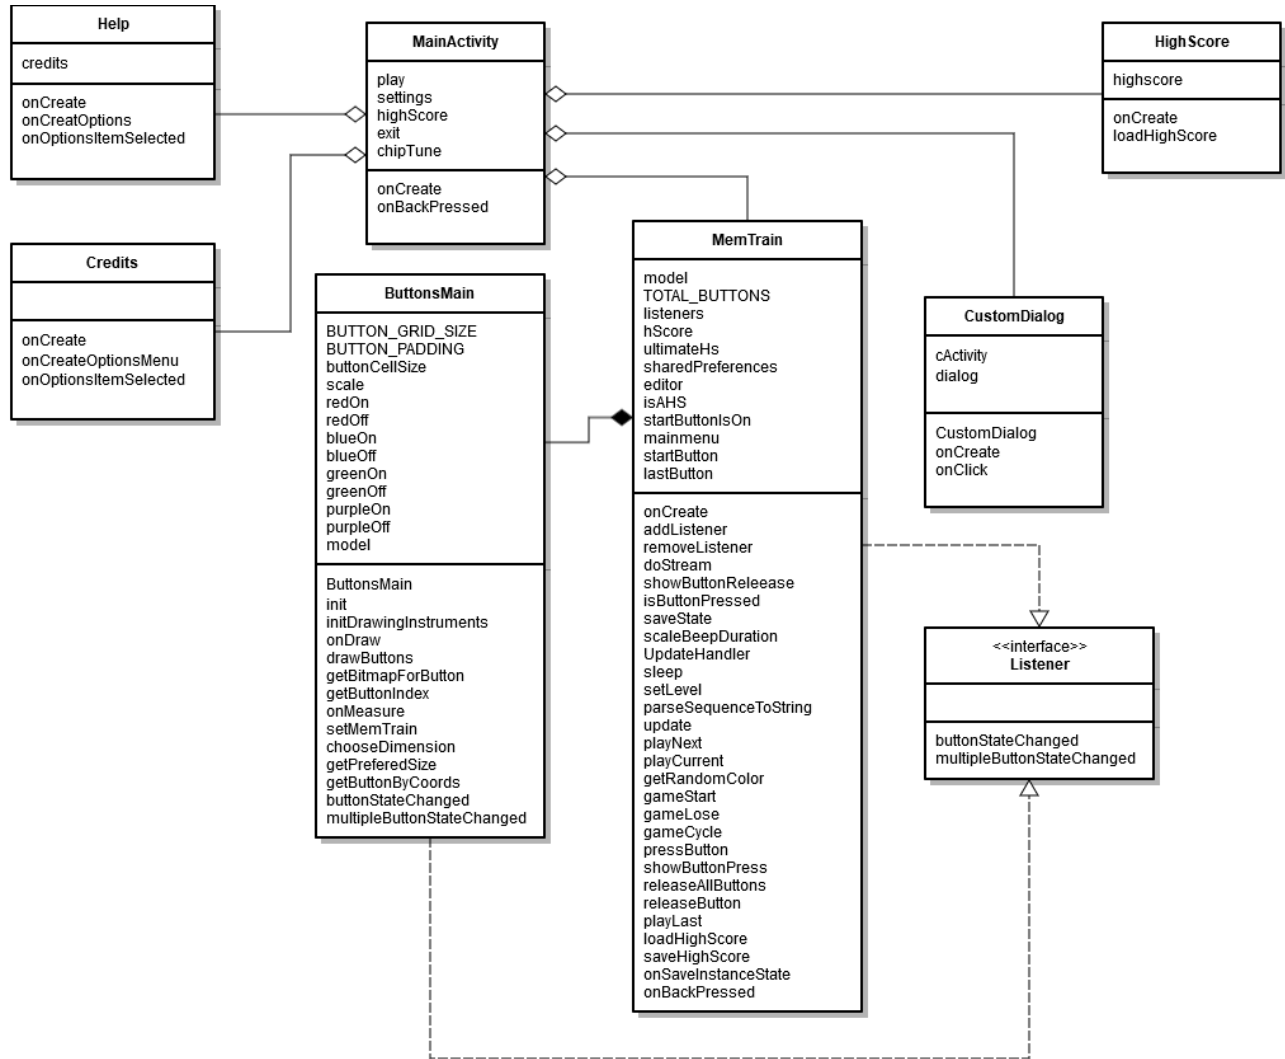 Help
credits
onCreate
onCreatOptions
onOptionsItemSelected
MainActivity
play
settings
highScore
exit
chipTune
onCreate
onBackPressed
HighScore
highscore
onCreate
loadHighScore
Credits
onCreate
onCreateOptionsMenu
onOptionsItemSelected
ButtonsMain
BUTTON_GRID_SIZE
BUTTON_PADDING
buttonCellSize
scale
redOn
redOff
blueOn
blueOff
greenOn
greenOff
purpleOn
purpleOff
model
ButtonsMain
init
initDrawingInstruments
onDraw
drawButtons
getBitmapForButton
getButtonIndex
onMeasure
setMemTrain
chooseDimension
getPreferedSize
getButtonByCoords
buttonStateChanged
multipleButtonStateChanged
MemTrain
model
TOTAL_BUTTONS
listeners
hScore
ultimateHs
sharedPreferences
editor
isAHS
startButtonIsOn
mainmenu
startButton
lastButton
onCreate
addListener
removeListener
doStream
showButtonReleease
isButtonPressed
saveState
scaleBeepDuration
UpdateHandler
sleep
setLevel
parseSequenceToString
update
playNext
playCurrent
getRandomColor
gameStart
gameLose
gameCycle
pressButton
showButtonPress
releaseAllButtons
releaseButton
playLast
loadHighScore
saveHighScore
onSaveInstanceState
onBackPressed
CustomDialog
cActivity
dialog
CustomDialog
onCreate
onClick
<<interface>>
Listener
buttonStateChanged
multipleButtonStateChanged